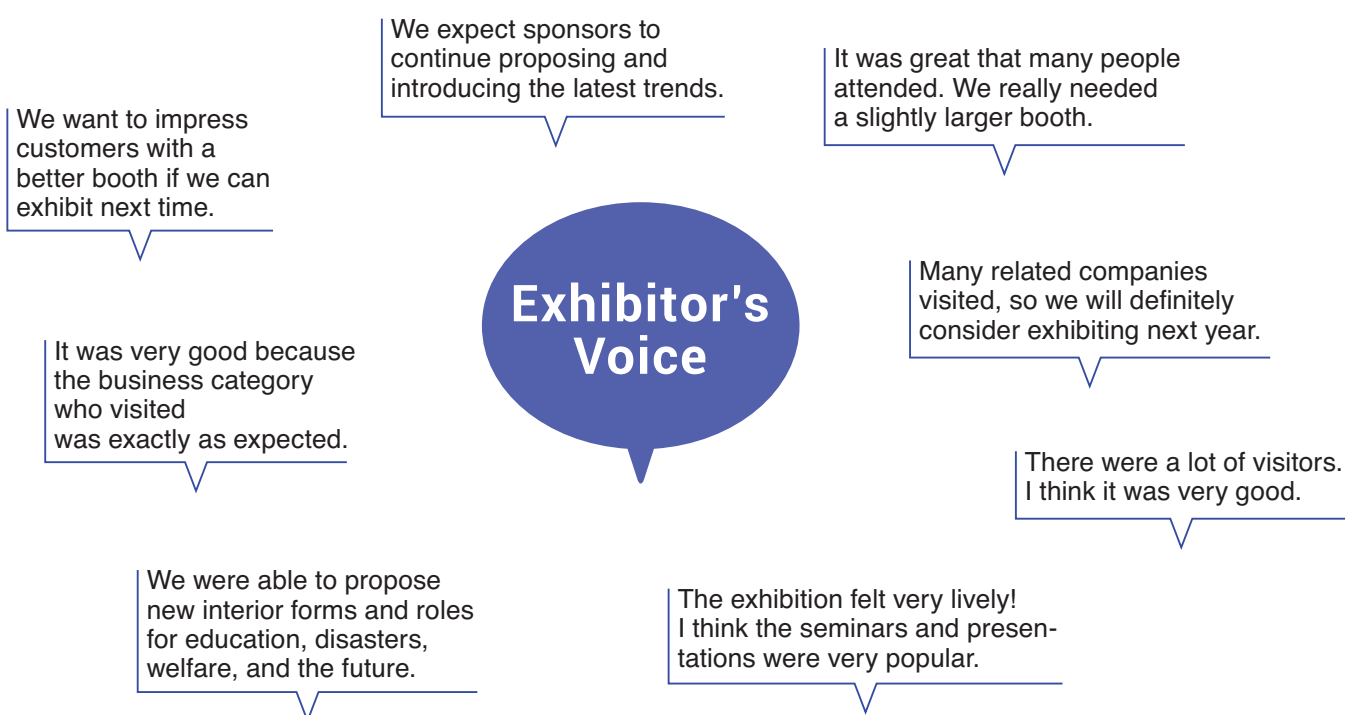 We expect sponsors to
continue proposing and
introducing the latest trends.
It was great that many people
attended. We really needed
a slightly larger booth.
We want to impress
customers with a
better booth if we can
exhibit next time.
Exhibitor's
Voice
Many related companies
visited, so we will definitely
consider exhibiting next year.
It was very good because
the business category
who visited
was exactly as expected.
There were a lot of visitors.
I think it was very good.
We were able to propose
new interior forms and roles
for education, disasters,
welfare, and the future.
The exhibition felt very lively!
I think the seminars and presen-
tations were very popular.